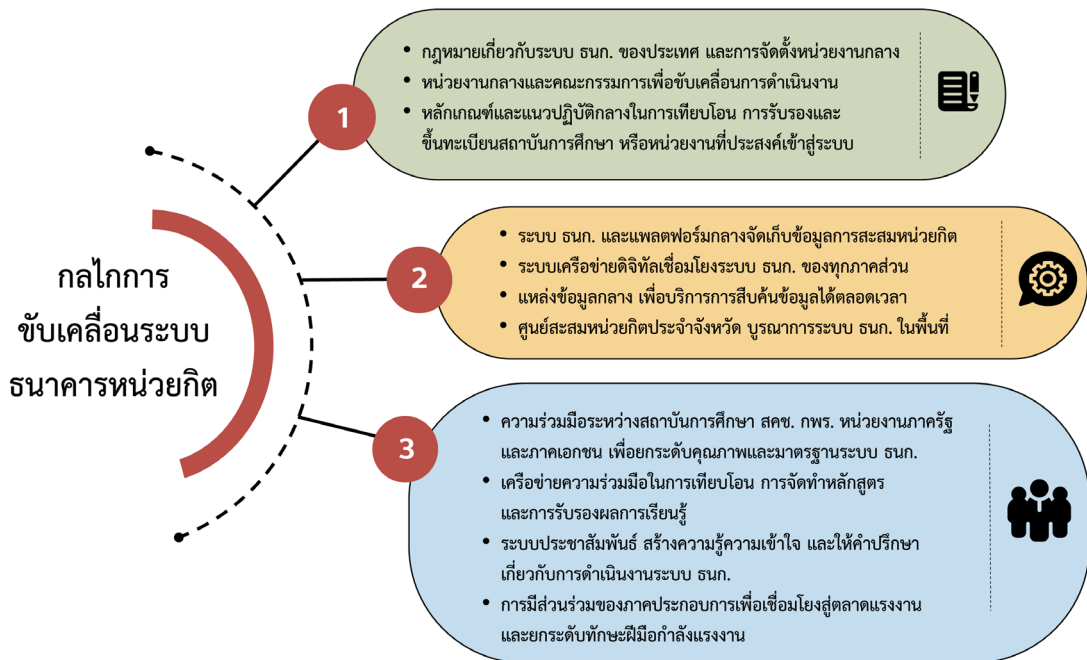 กลไกการ
ขับเคลื่อนระบบ
ธนาคารหน่วยกิต
1
• กฎหมายเกี่ยวกับระบบ ธนก. ของประเทศ และการจัดตั้งหน่วยงานกลาง
• หน่วยงานกลางและคณะกรรมการเพื่อขับเคลื่อนการดำเนินงาน
• หลักเกณฑ์และแนวปฏิบัติกลางในการเทียบโอน การรับรองและ
ขึ้นทะเบียนสถาบันการศึกษา หรือหน่วยงานที่ประสงค์เข้าสู่ระบบ
2
• ระบบ ธนก. และแพลตฟอร์มกลางจัดเก็บข้อมูลการสะสมหน่วยกิต
• ระบบเครือข่ายดิจิทัลเชื่อมโยงระบบ ธนก. ของทุกภาคส่วน
• แหล่งข้อมูลกลาง เพื่อบริการการสืบค้นข้อมูลได้ตลอดเวลา
• ศูนย์สะสมหน่วยกิตประจำจังหวัด บูรณาการระบบ ธนก. ในพื้นที่
3
• ความร่วมมือระหว่างสถาบันการศึกษา สคช. กพร. หน่วยงานภาครัฐ
และภาคเอกชน เพื่อยกระดับคุณภาพและมาตรฐานระบบ ธนก.
• เครือข่ายความร่วมมือในการเทียบโอน การจัดทำหลักสูตร
และการรับรองผลการเรียนรู้
• ระบบประชาสัมพันธ์ สร้างความรู้ความเข้าใจ และให้คำปรึกษา
เกี่ยวกับการดำเนินงานระบบ ธนก.
• การมีส่วนร่วมของภาคประกอบการเพื่อเชื่อมโยงสู่ตลาดแรงงาน
และยกระดับทักษะฝีมือกำลังแรงงาน